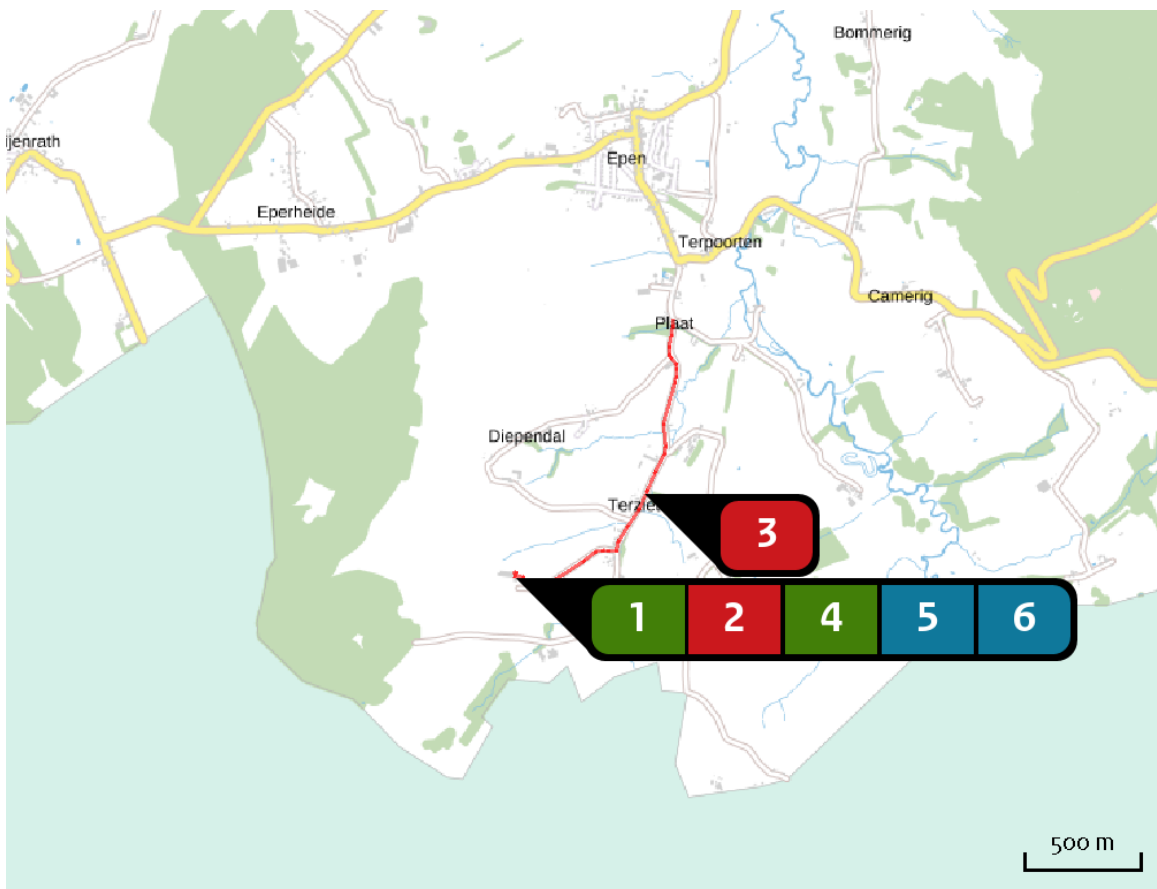 Bommerig
ijenrath
Epen
Eperheide
Terpoorten
Camerig
Plaat
Diependal
3
1 2 4 5 6
500 m